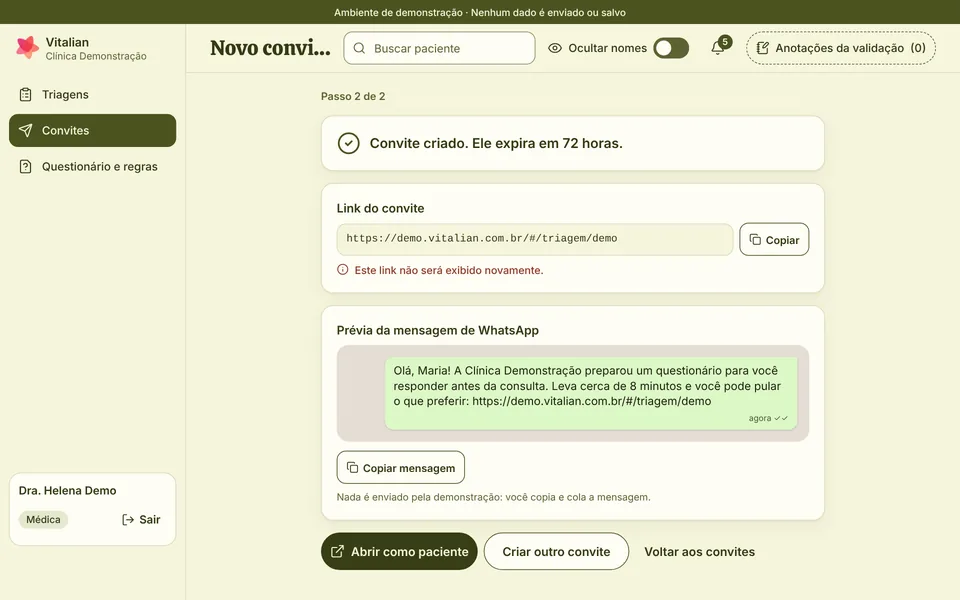 Ambiente de demonstração · Nenhum dado é enviado ou salvo
Vitalian
Clínica Demonstração
Novo convi...
Buscar paciente
Ocultar nomes
5
Anotações da validação (0)
Triagens
Convites
Questionário e regras
Passo 2 de 2
Convite criado. Ele expira em 72 horas.
Link do convite
https://demo.vitalian.com.br/#/triagem/demo
Copiar
Este link não será exibido novamente.
Prévia da mensagem de WhatsApp
Olá, Maria! A Clínica Demonstração preparou um questionário para você
responder antes da consulta. Leva cerca de 8 minutos e você pode pular
o que preferir: https://demo.vitalian.com.br/#/triagem/demo
agora ✓✓
Copiar mensagem
Nada é enviado pela demonstração: você copia e cola a mensagem.
Dra. Helena Demo
Médica
Sair
Abrir como paciente
Criar outro convite
Voltar aos convites